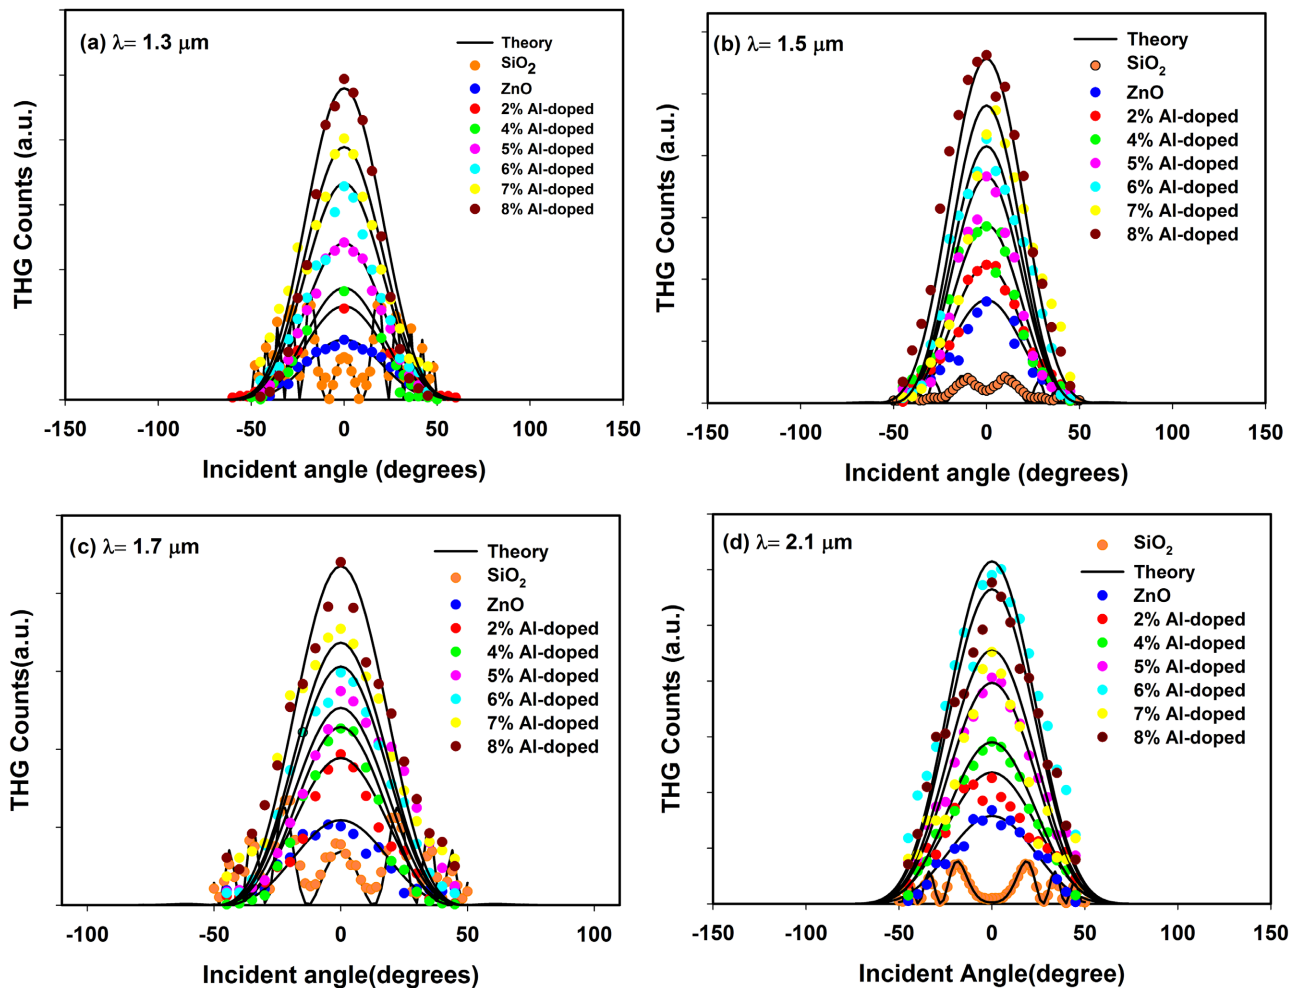 (a) λ= 1.3 μm
Theory
SiO2
ZnO
2% Al-doped
4% Al-doped
5% Al-doped
6% Al-doped
7% Al-doped
8% Al-doped
THG Counts (a.u.)
-150 -100 -50 0 50 100 150
Incident angle (degrees)
(b) λ= 1.5 μm
Theory
SiO2
ZnO
2% Al-doped
4% Al-doped
5% Al-doped
6% Al-doped
7% Al-doped
8% Al-doped
THG Counts (a.u.)
-150 -100 -50 0 50 100 150
Incident angle (degrees)
(c) λ= 1.7 μm
Theory
SiO2
ZnO
2% Al-doped
4% Al-doped
5% Al-doped
6% Al-doped
7% Al-doped
8% Al-doped
THG Counts(a.u.)
-100 -50 0 50 100
Incident angle(degrees)
(d) λ= 2.1 μm
SiO2
Theory
ZnO
2% Al-doped
4% Al-doped
5% Al-doped
6% Al-doped
7% Al-doped
8% Al-doped
THG Counts (a.u.)
-150 -100 -50 0 50 100 150
Incident Angle(degree)